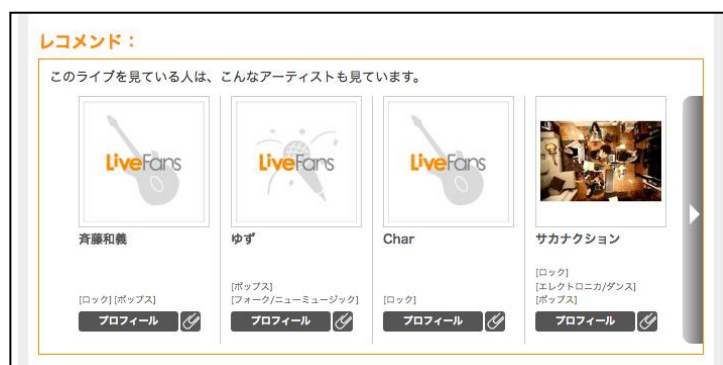 レコメンド：
このライブを見ている人は、こんなアーティストも見ています。
LiveFans
斉藤和義
[ロック] [ポップス]
プロフィール
LiveFans
ゆず
[ポップス]
[フォーク/ニューミュージック]
プロフィール
LiveFans
Char
[ロック]
プロフィール
サカナクション
[ロック]
[エレクトロニカ/ダンス]
[ポップス]
プロフィール